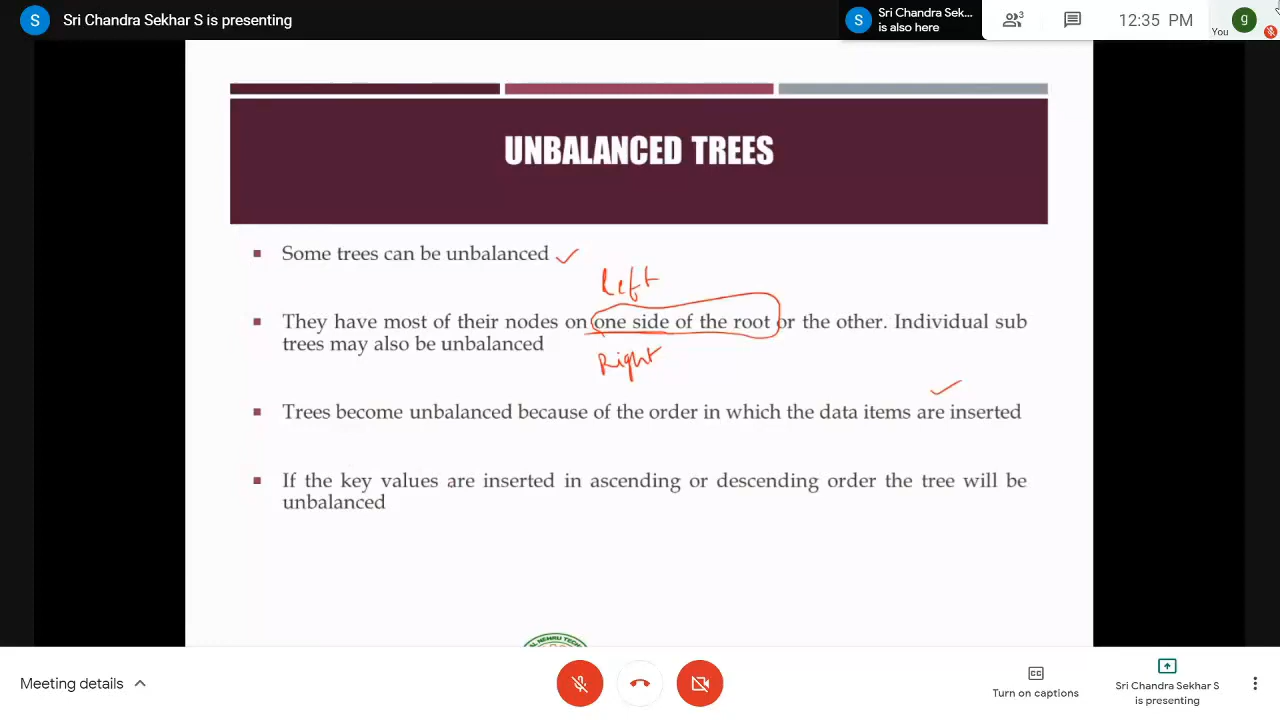 Sri Chandra Sekhar S is presenting
Sri Chandra Sek...
is also here
3
12:35 PM
You
S
S
g
UNBALANCED TREES
Some trees can be unbalanced
Left
They have most of their nodes on one side of the root or the other. Individual sub
trees may also be unbalanced
Right
Trees become unbalanced because of the order in which the data items are inserted
If the key values are inserted in ascending or descending order the tree will be
unbalanced
Meeting details
CC
Turn on captions
Sri Chandra Sekhar S
is presenting